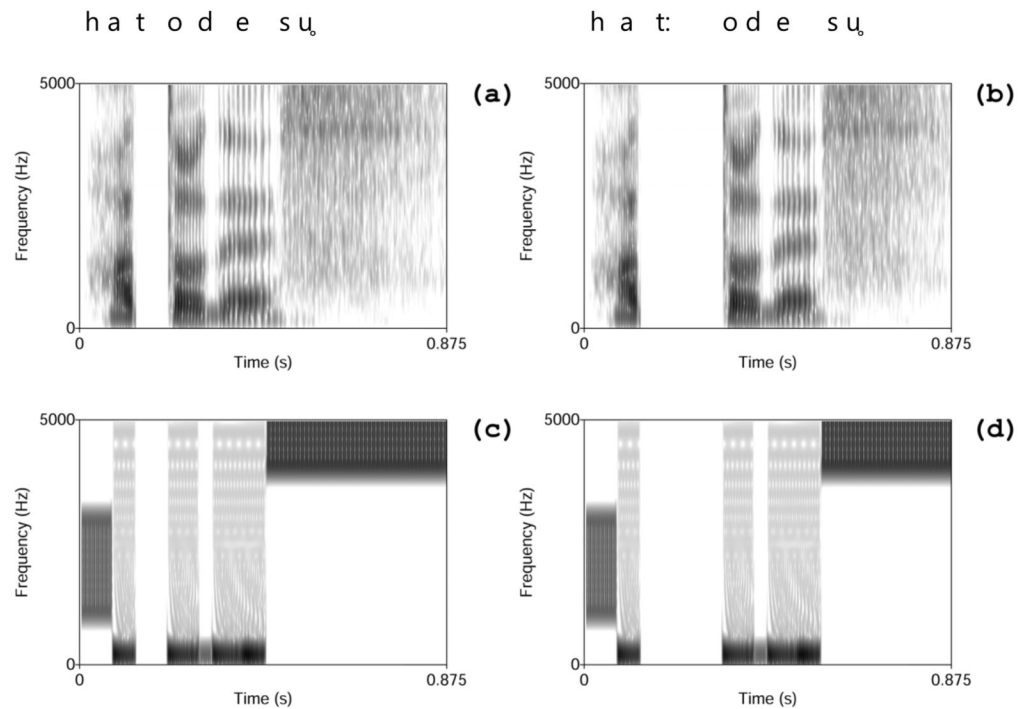 h a t o d e s u̥ h a t: o d e s u̥
5000 (a) 5000 (b)
Frequency (Hz) Frequency (Hz)
0 0
0 0.875 0 0.875
Time (s) Time (s)
5000 (c) 5000 (d)
Frequency (Hz) Frequency (Hz)
0 0
0 0.875 0 0.875
Time (s) Time (s)